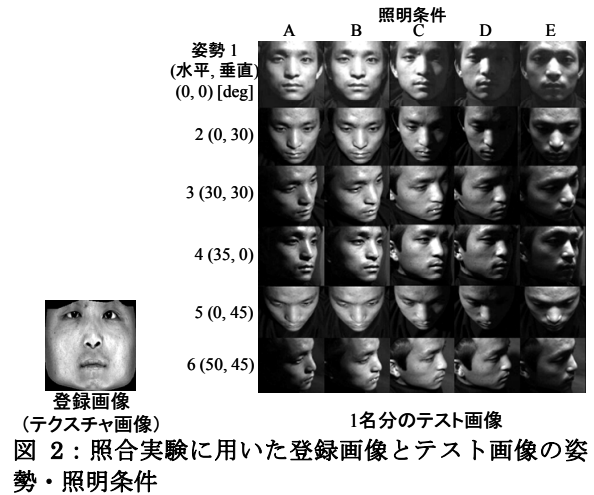 照明条件
A B C D E
姿勢 1
(水平, 垂直)
(0, 0) [deg]
2 (0, 30)
3 (30, 30)
4 (35, 0)
5 (0, 45)
6 (50, 45)
登録画像
（テクスチャ画像）
1名分のテスト画像
図 2：照合実験に用いた登録画像とテスト画像の姿
勢・照明条件